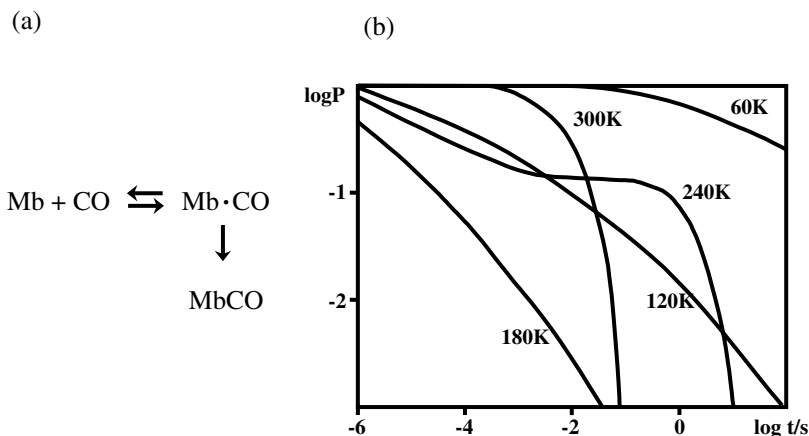 (a)
Mb + CO ⇌ Mb·CO
↓
MbCO
(b)
logP
-1
-2
300K
60K
240K
120K
180K
-6 -4 -2 0 log t/s